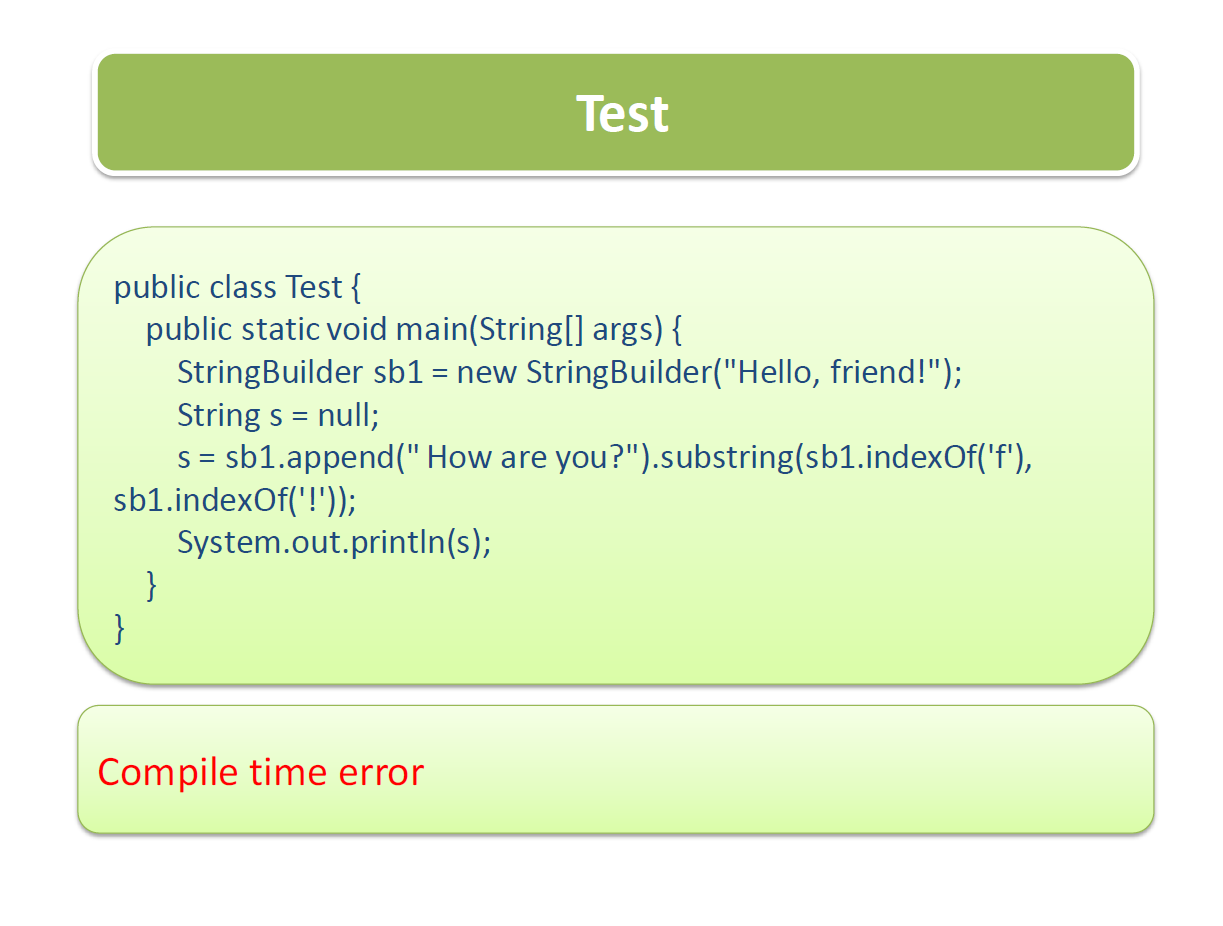 Test
public class Test {
public static void main(String[] args) {
StringBuilder sb1 = new StringBuilder("Hello, friend!");
String s = null;
s = sb1.append(" How are you?").substring(sb1.indexOf('f'),
sb1.indexOf('!'));
System.out.println(s);
}
}
Compile time error